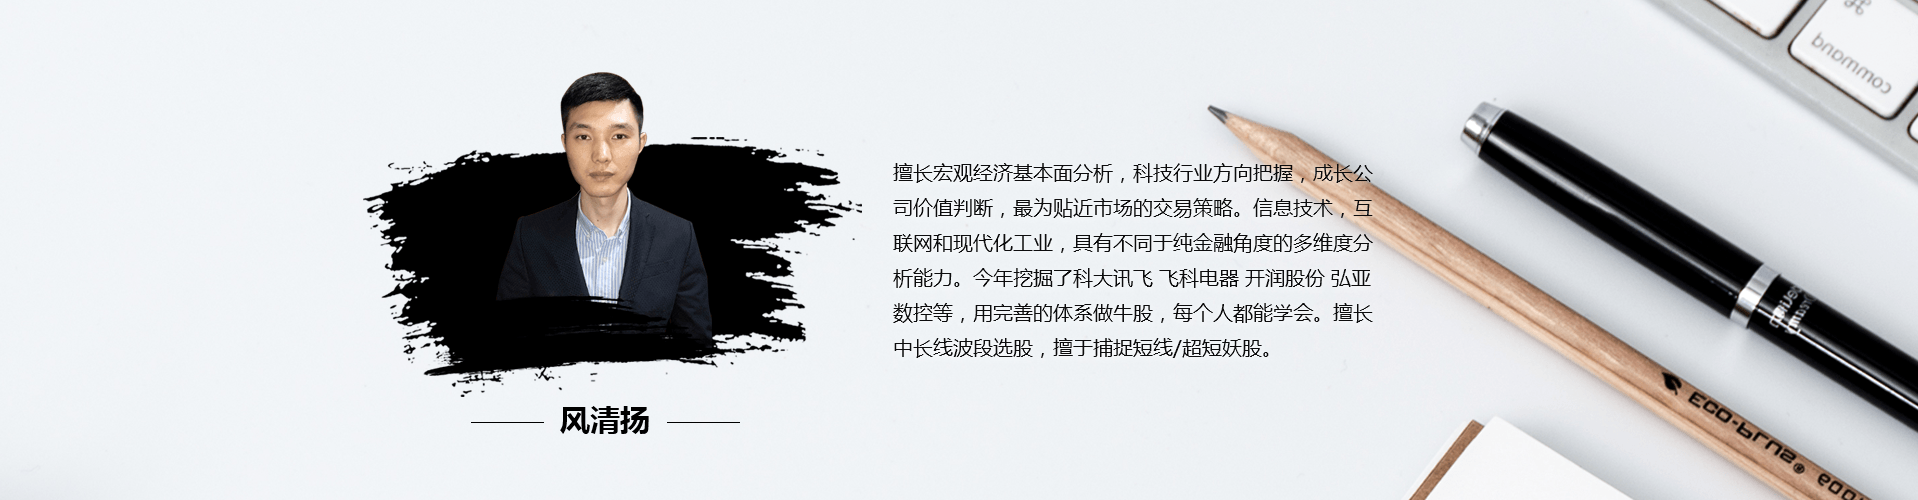 command
⌘
擅长宏观经济基本面分析，科技行业方向把握，成长公
司价值判断，最为贴近市场的交易策略。信息技术，互
联网和现代化工业，具有不同于纯金融角度的多维度分
析能力。今年挖掘了科大讯飞 飞科电器 开润股份 弘亚
数控等，用完善的体系做牛股，每个人都能学会。擅长
中长线波段选股，擅于捕捉短线/超短妖股。
风清扬
ECO-PLUS®